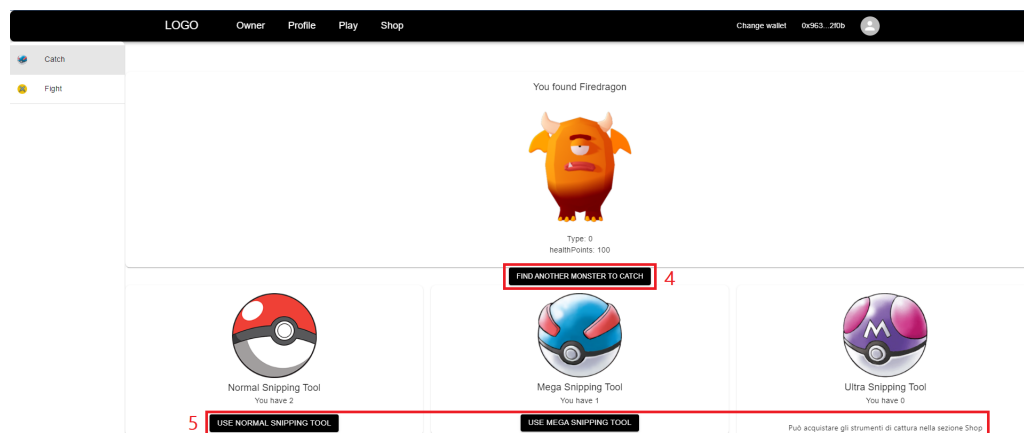 LOGO Owner Profile Play Shop Change wallet 0x963...2f0b
Catch
Fight
You found Firedragon
Type: 0
healthPoints: 100
FIND ANOTHER MONSTER TO CATCH 4
M
Normal Snipping Tool Mega Snipping Tool Ultra Snipping Tool
You have 2 You have 1 You have 0
5 USE NORMAL SNIPPING TOOL USE MEGA SNIPPING TOOL Può acquistare gli strumenti di cattura nella sezione Shop